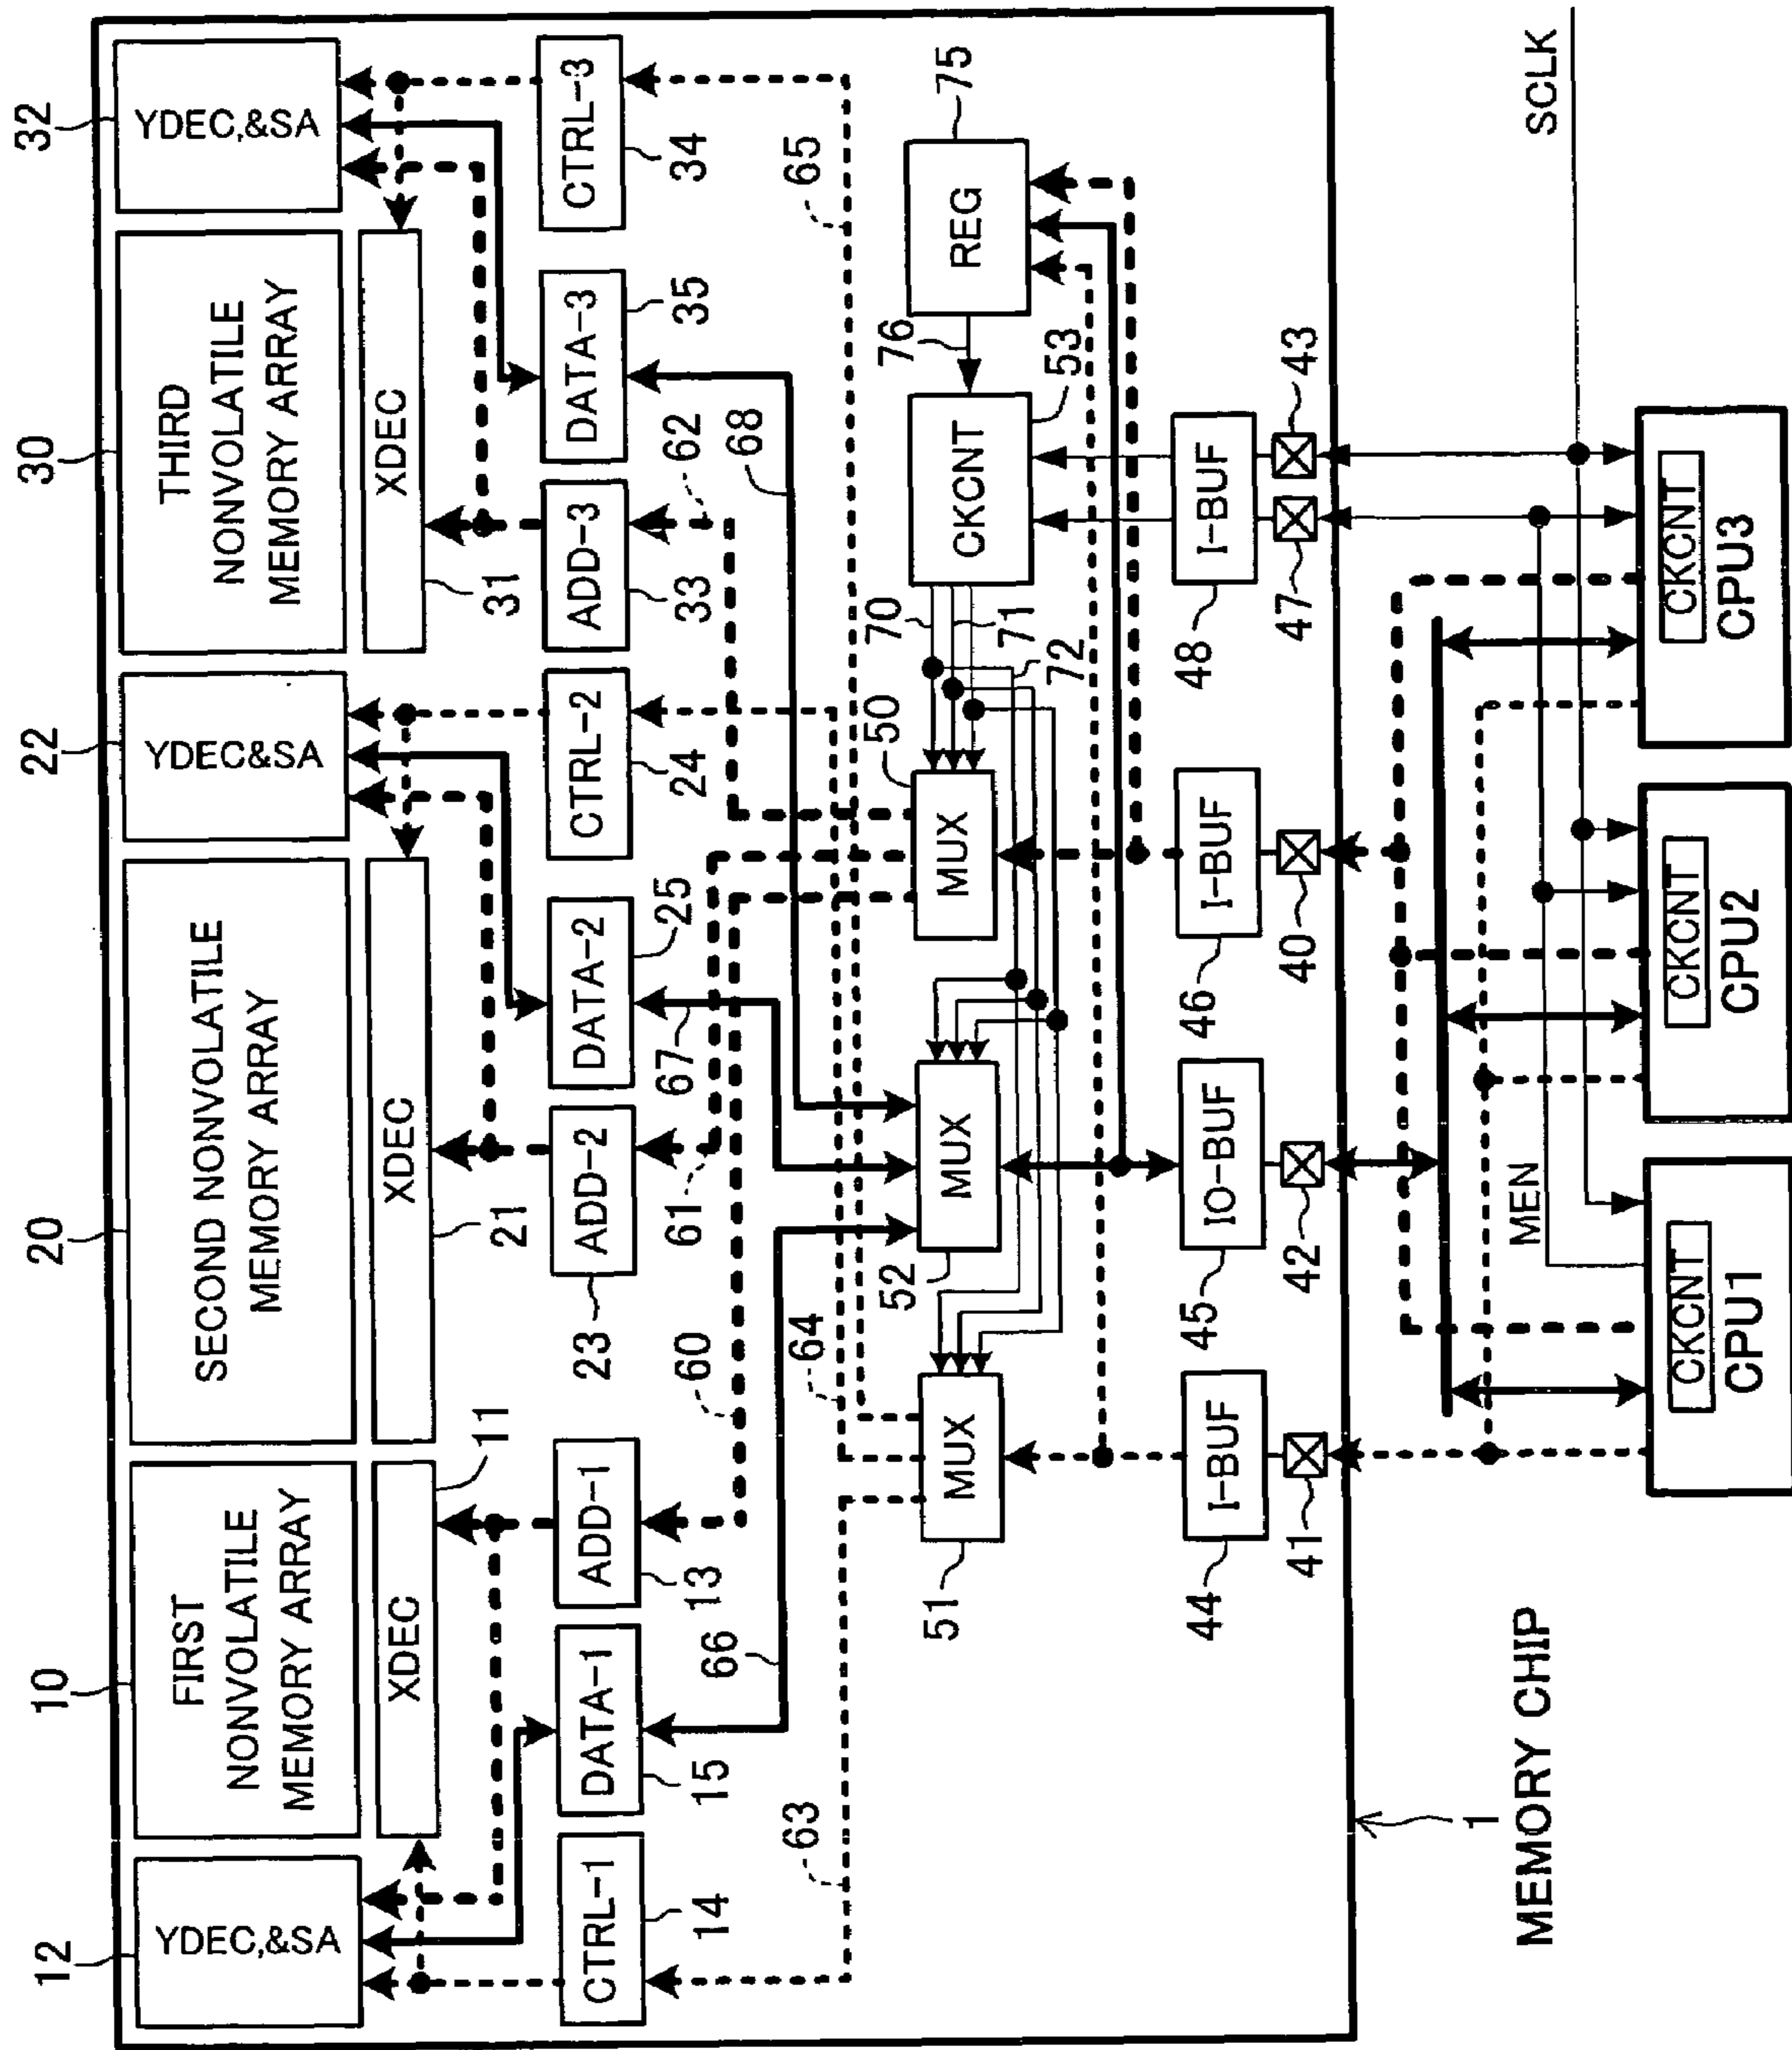 12
10
20
22
30
32
YDEC,&SA
FIRST
NONVOLATILE
MEMORY ARRAY
SECOND NONVOLATILE
MEMORY ARRAY
YDEC&SA
THIRD
NONVOLATILE
MEMORY ARRAY
YDEC,&SA
XDEC
11
XDEC
21
XDEC
31
CTRL-1
14
DATA-1
15
ADD-1
13
ADD-2
23
DATA-2
25
CTRL-2
24
ADD-3
33
DATA-3
35
CTRL-3
34
63
66
60
61
67
62
68
65
64
MUX
51
MUX
52
MUX
50
70
71
72
CKCNT
53
76
REG
75
I-BUF
44
IO-BUF
45
I-BUF
46
I-BUF
48
41
42
40
47
43
1
MEMORY CHIP
MEN
SCLK
CKCNT
CPU1
CKCNT
CPU2
CKCNT
CPU3